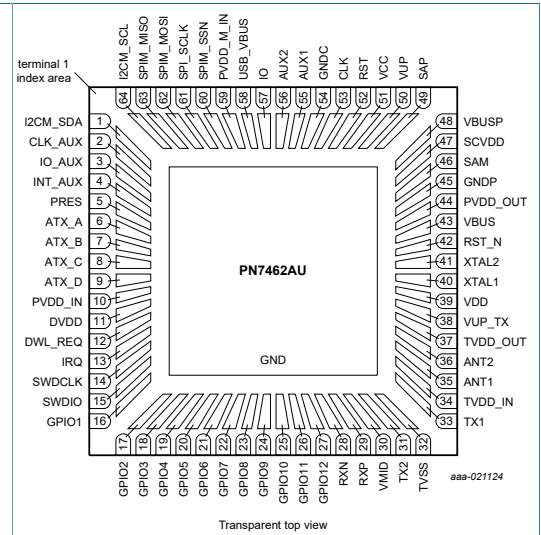 terminal 1
index area
I2CM_SCL
SPIM_MISO
SPIM_MOSI
SPI_SCLK
SPIM_SSN
PVDD_M_IN
USB_VBUS
IO
AUX2
AUX1
GNDC
CLK
RST
VCC
VUP
SAP
64
63
62
61
60
59
58
57
56
55
54
53
52
51
50
49
I2CM_SDA 1
CLK_AUX 2
IO_AUX 3
INT_AUX 4
PRES 5
ATX_A 6
ATX_B 7
ATX_C 8
ATX_D 9
PVDD_IN 10
DVDD 11
DWL_REQ 12
IRQ 13
SWDCLK 14
SWDIO 15
GPIO1 16
PN7462AU
GND
48 VBUSP
47 SCVDD
46 SAM
45 GNDP
44 PVDD_OUT
43 VBUS
42 RST_N
41 XTAL2
40 XTAL1
39 VDD
38 VUP_TX
37 TVDD_OUT
36 ANT2
35 ANT1
34 TVDD_IN
33 TX1
17
18
19
20
21
22
23
24
25
26
27
28
29
30
31
32
GPIO2
GPIO3
GPIO4
GPIO5
GPIO6
GPIO7
GPIO8
GPIO9
GPIO10
GPIO11
GPIO12
RXN
RXP
VMID
TX2
TVSS
aaa-021124
Transparent top view